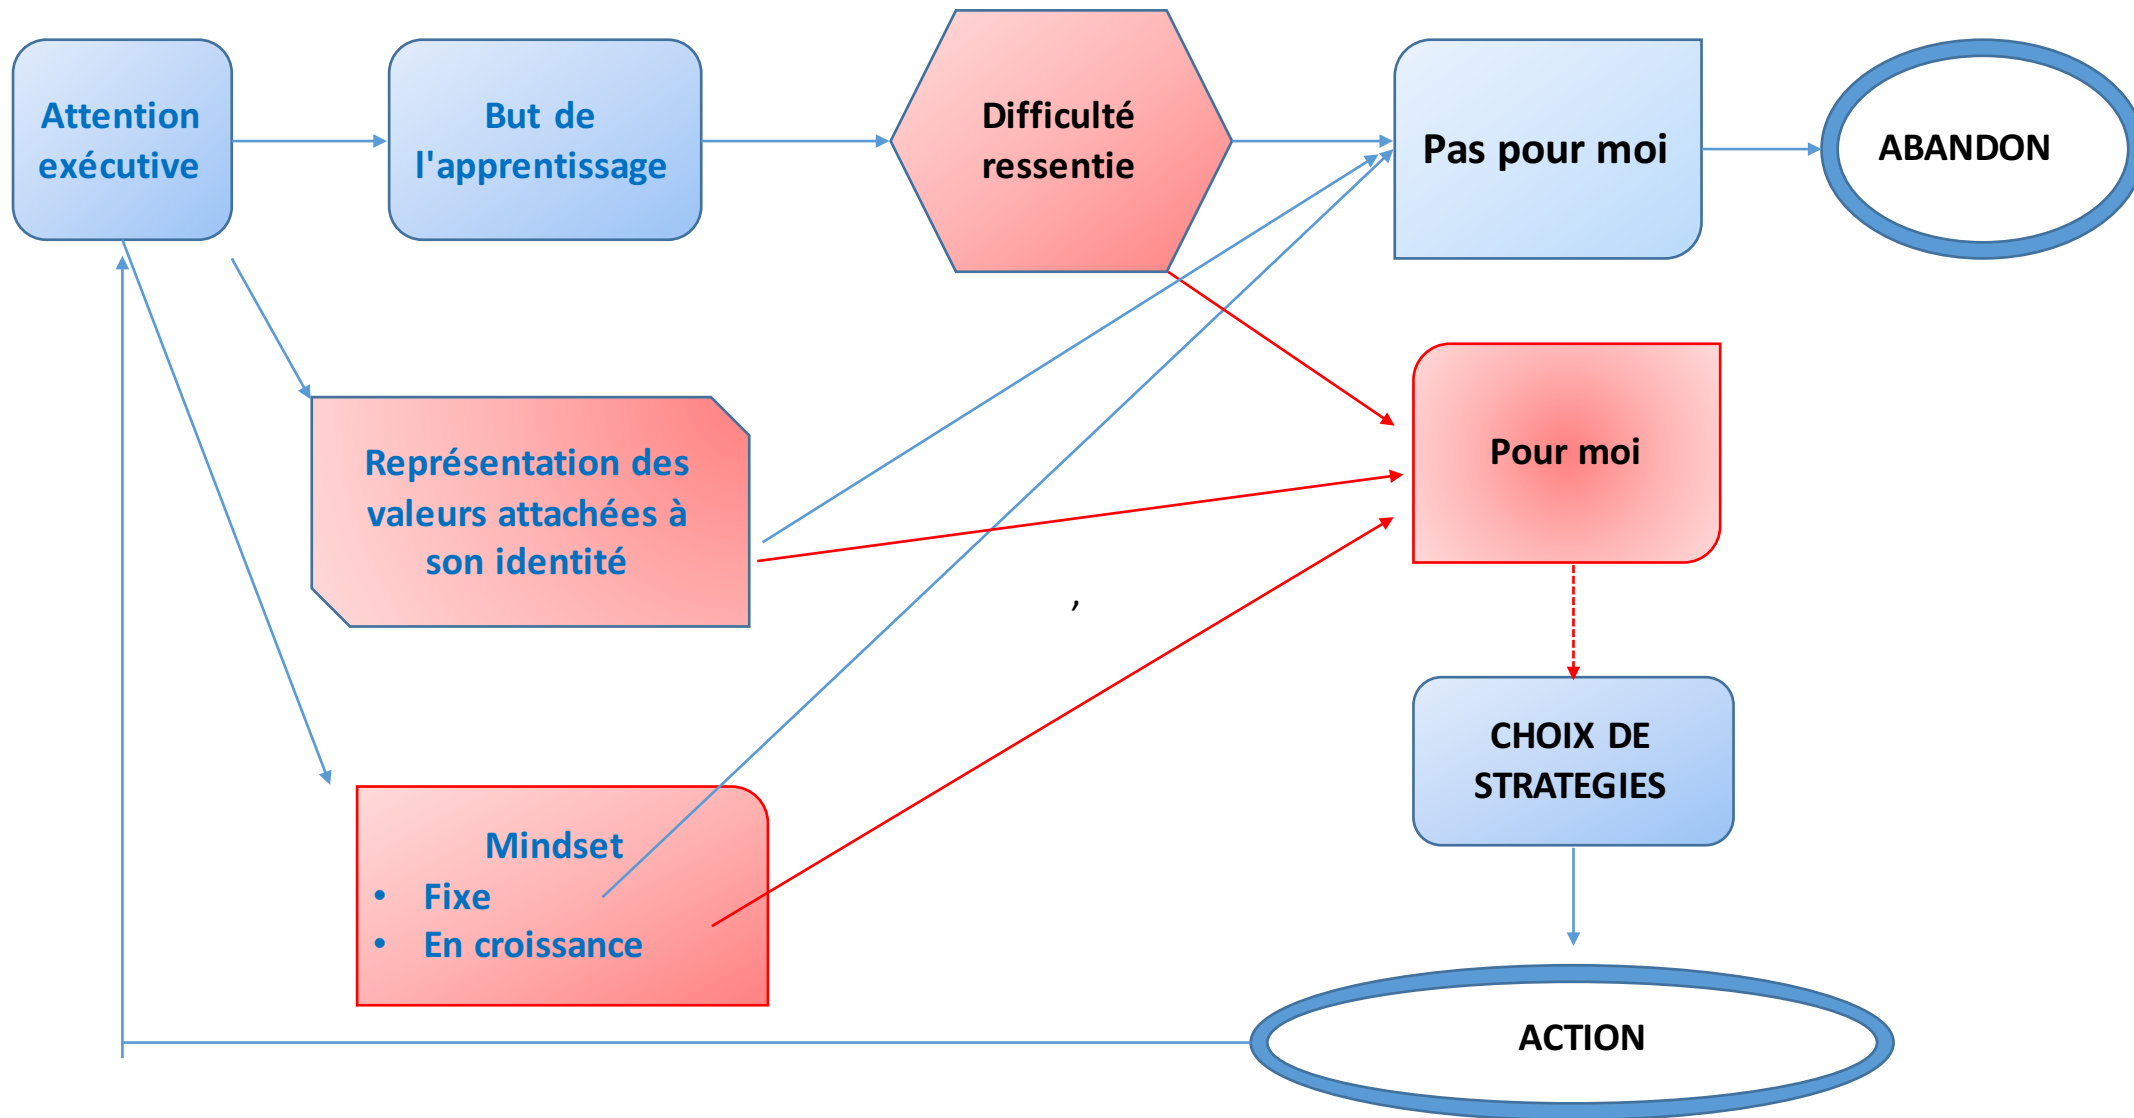 Attention
exécutive
But de
l'apprentissage
Difficulté
ressentie
Pas pour moi
ABANDON
Représentation des
valeurs attachées à
son identité
Pour moi
,
CHOIX DE
STRATEGIES
Mindset
• Fixe
• En croissance
ACTION